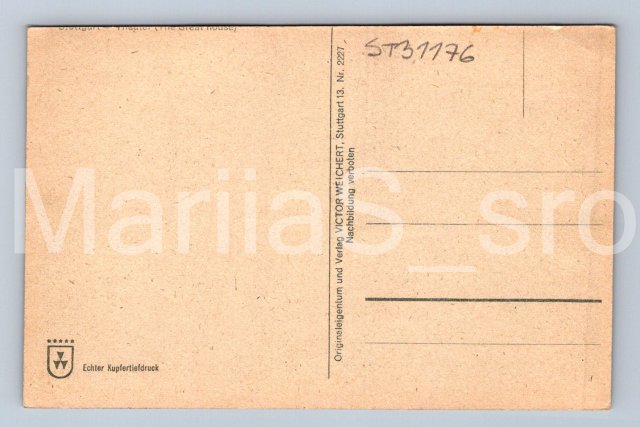 Stuttgart - Theater (The Great house)
ST31176
Originaleigentum und Verlag VICTOR WEICHERT, Stuttgart 13. Nr. 2227
Nachbildung verboten
MariiaS_sro
Echter Kupfertiefdruck